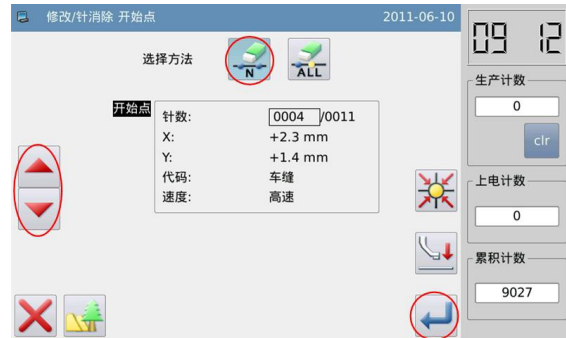 修改/针消除 开始点 2011-06-10
09 12
选择方法
N
ALL
生产计数
0
clr
开始点
针数: 0004 /0011
X: +2.3 mm
Y: +1.4 mm
代码: 车缝
速度: 高速
上电计数
0
累积计数
9027